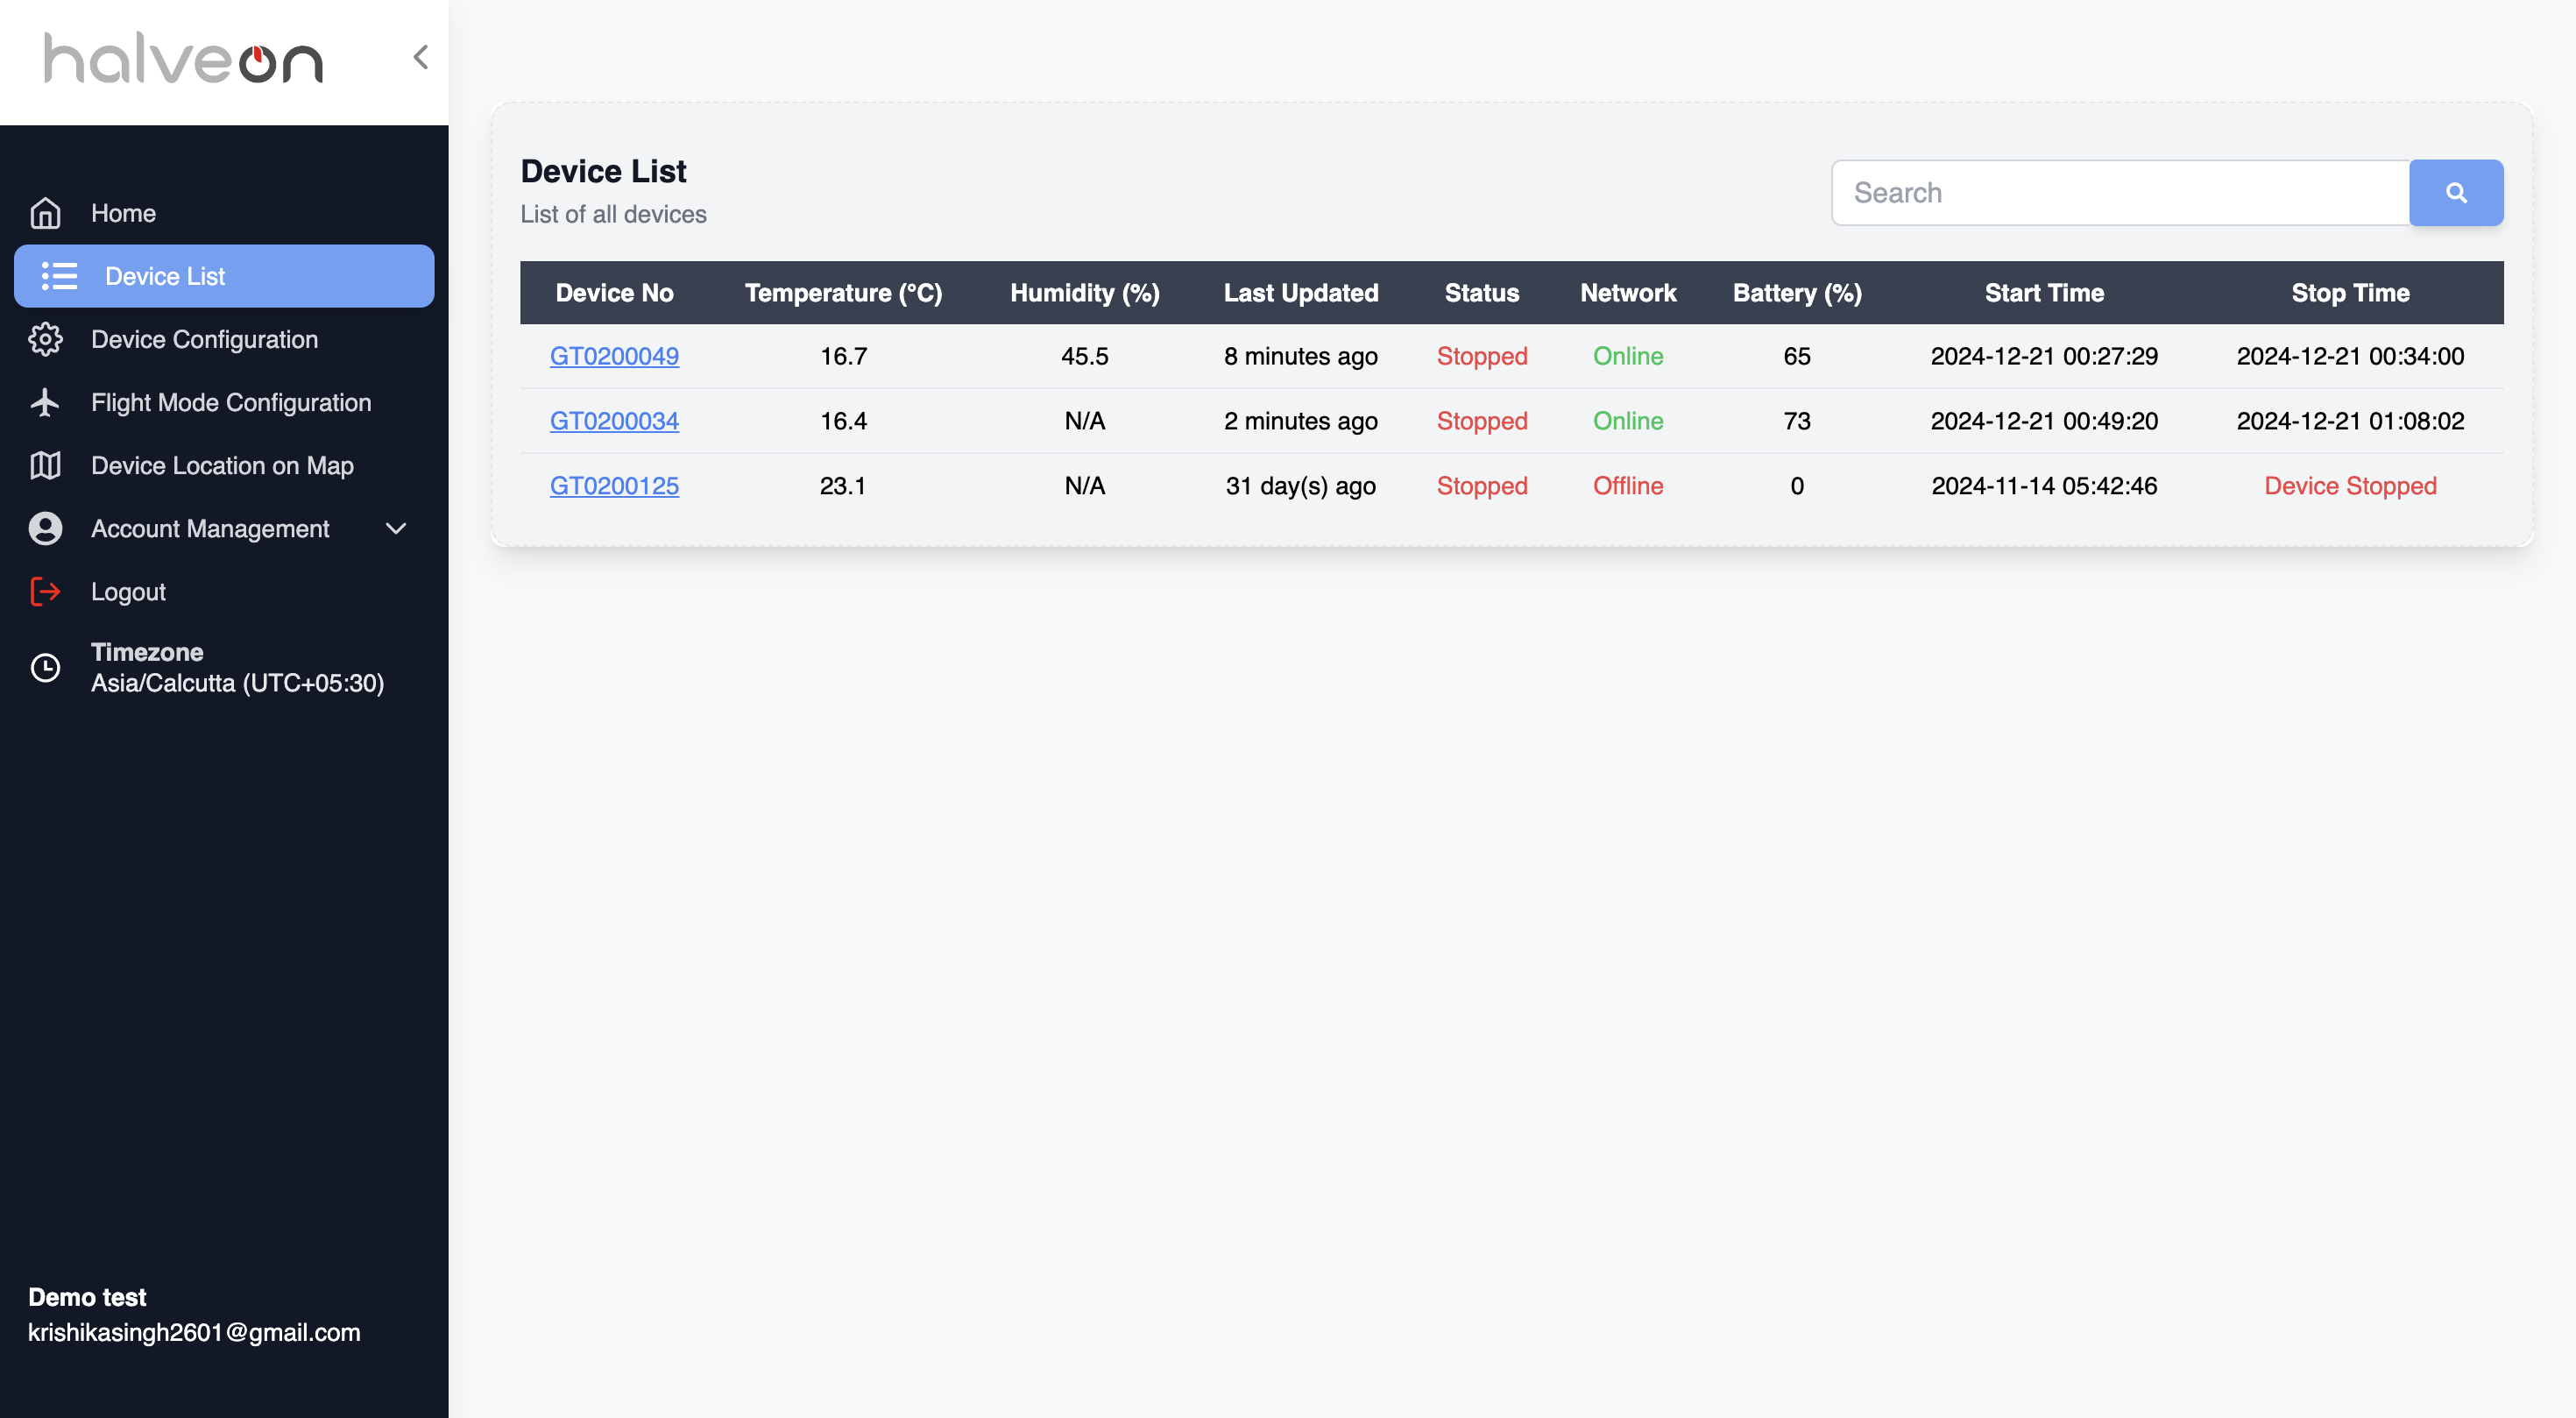 halveon
Home
Device List
Device Configuration
Flight Mode Configuration
Device Location on Map
Account Management
Logout
Timezone
Asia/Calcutta (UTC+05:30)
Demo test
krishikasingh2601@gmail.com
Device List
List of all devices
Search
Device No Temperature (°C) Humidity (%) Last Updated Status Network Battery (%) Start Time Stop Time
GT0200049 16.7 45.5 8 minutes ago Stopped Online 65 2024-12-21 00:27:29 2024-12-21 00:34:00
GT0200034 16.4 N/A 2 minutes ago Stopped Online 73 2024-12-21 00:49:20 2024-12-21 01:08:02
GT0200125 23.1 N/A 31 day(s) ago Stopped Offline 0 2024-11-14 05:42:46 Device Stopped